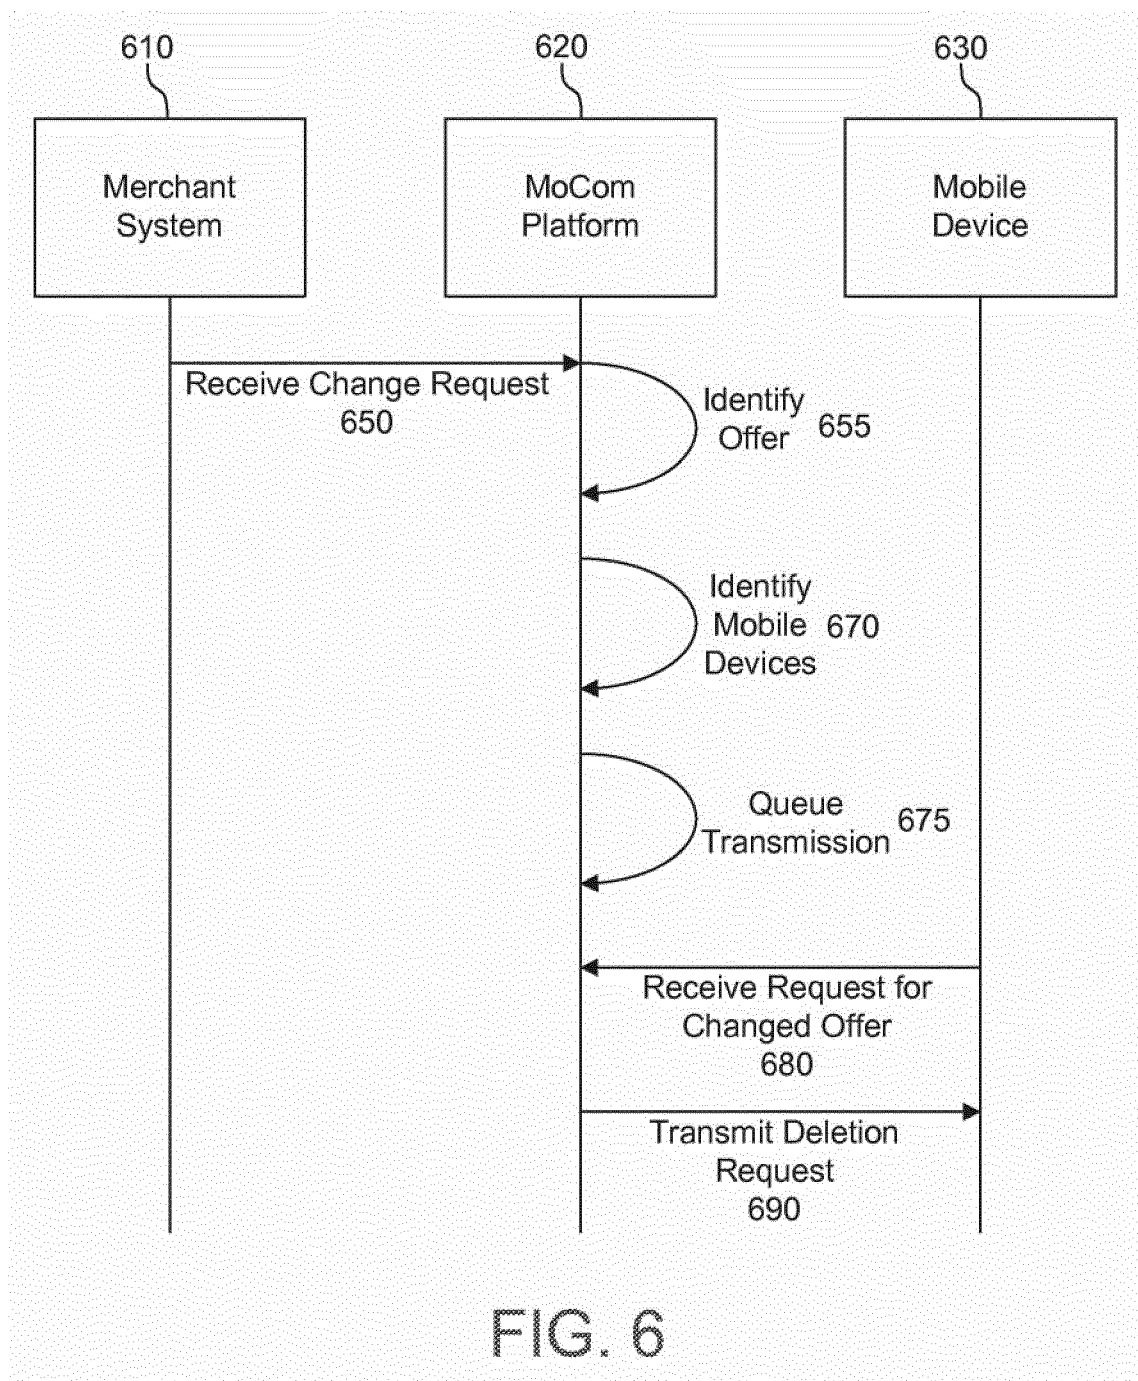 610
620
630
Merchant
System
MoCom
Platform
Mobile
Device
Receive Change Request
650
Identify
Offer
655
Identify
Mobile
Devices
670
Queue
Transmission
675
Receive Request for
Changed Offer
680
Transmit Deletion
Request
690
FIG. 6